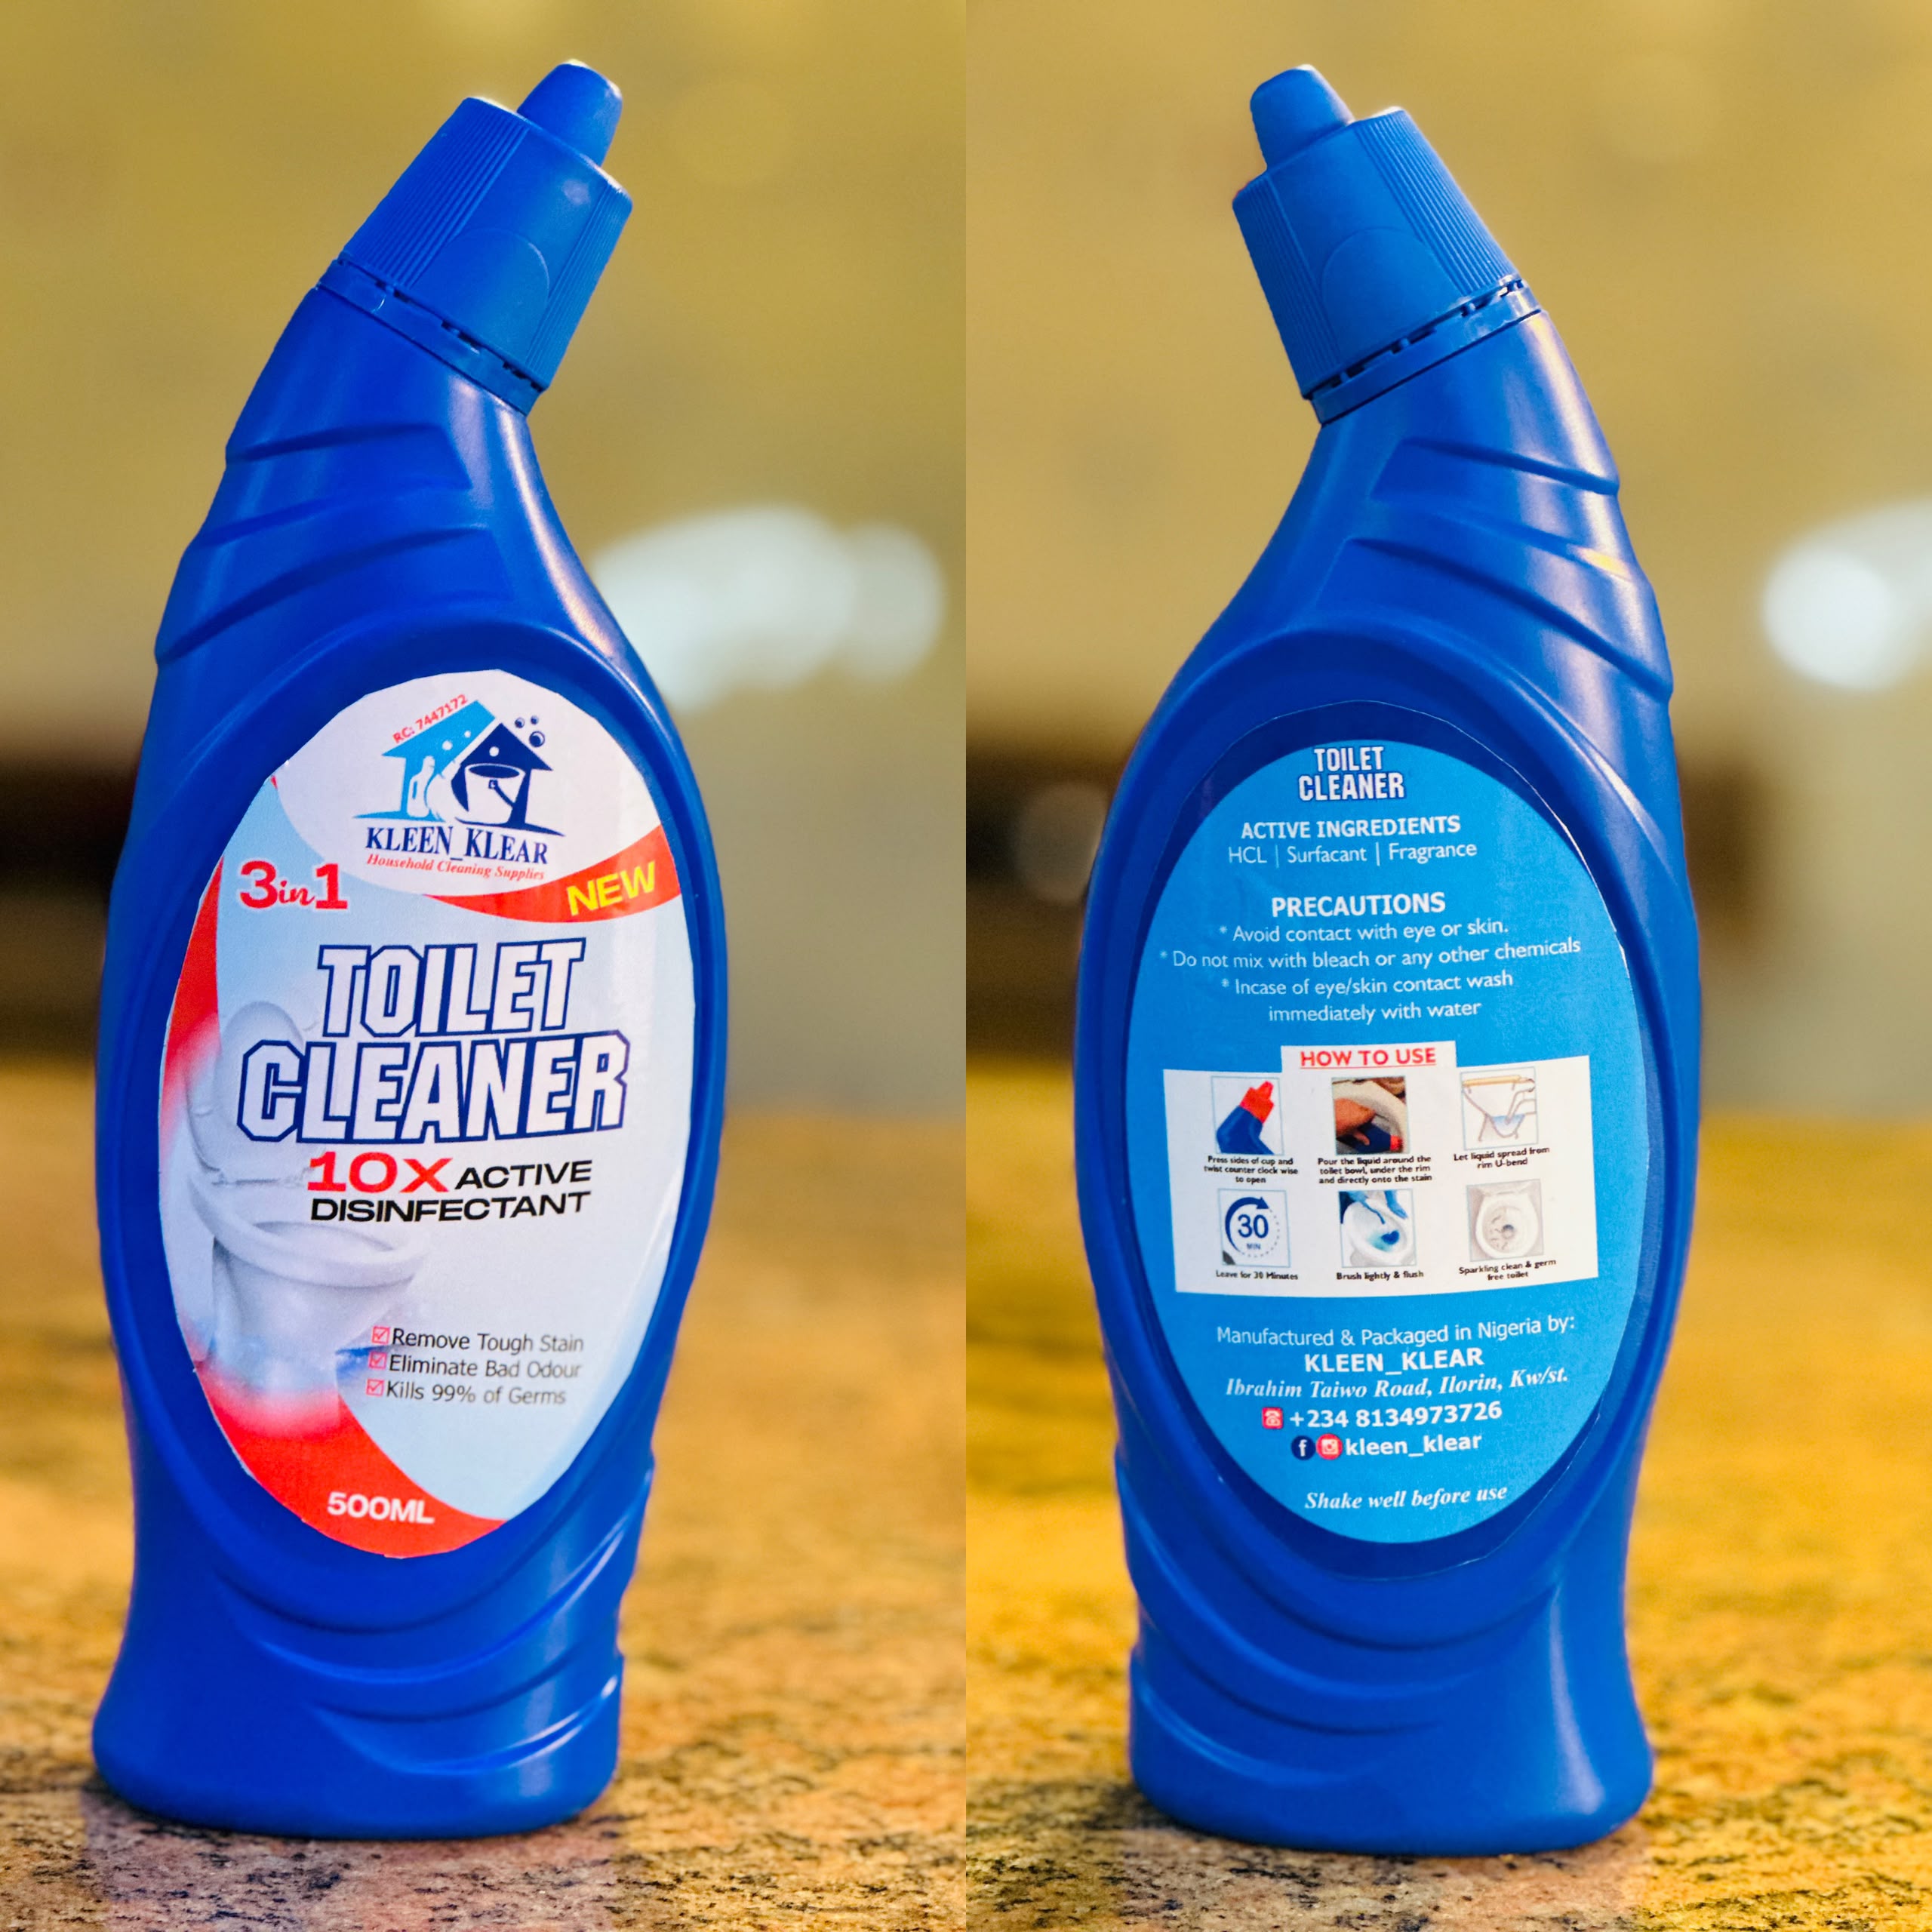 RC: 7447172
KLEEN_KLEAR
Household Cleaning Supplies
3in1
NEW
TOILET
CLEANER
10X ACTIVE
DISINFECTANT
Remove Tough Stain
Eliminate Bad Odour
Kills 99% of Germs
500ML
TOILET
CLEANER
ACTIVE INGREDIENTS
HCL | Surfacant | Fragrance
PRECAUTIONS
* Avoid contact with eye or skin.
* Do not mix with bleach or any other chemicals
* Incase of eye/skin contact wash
immediately with water
HOW TO USE
Press sides of cup and
twist counter clock wise
to open
Pour the liquid around the
toilet bowl, under the rim
and directly onto the stain
Let liquid spread from
rim U-bend
30
MIN
Leave for 30 Minutes
Brush lightly & flush
Sparkling clean & germ
free toilet
Manufactured & Packaged in Nigeria by:
KLEEN_KLEAR
Ibrahim Taiwo Road, Ilorin, Kw/st.
+234 8134973726
f kleen_klear
Shake well before use